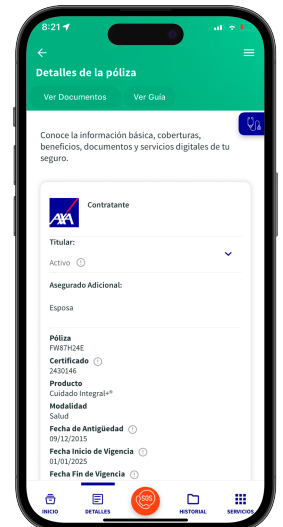 8:21
Detalles de la póliza
Ver Documentos
Ver Guía
Conoce la información básica, coberturas,
beneficios, documentos y servicios digitales de tu
seguro.
AXA
Contratante
Titular:
Activo
Asegurado Adicional:
Esposa
Póliza
FW87H24E
Certificado
2430146
Producto
Cuidado Integral+®
Modalidad
Salud
Fecha de Antigüedad
09/12/2015
Fecha Inicio de Vigencia
01/01/2025
Fecha Fin de Vigencia
INICIO
DETALLES
SOS
HISTORIAL
SERVICIOS